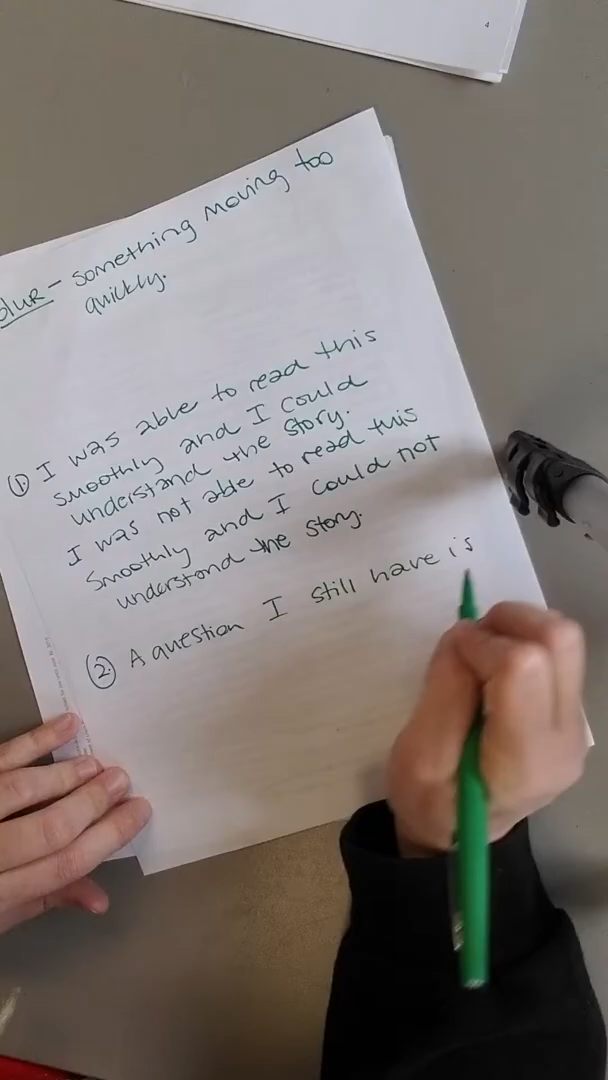 4
blur - something moving too
quickly.
① I was able to read this
smoothly and I could
understand the story.
I was not able to read this
smoothly and I could not
understand the story.
②. A question I still have is